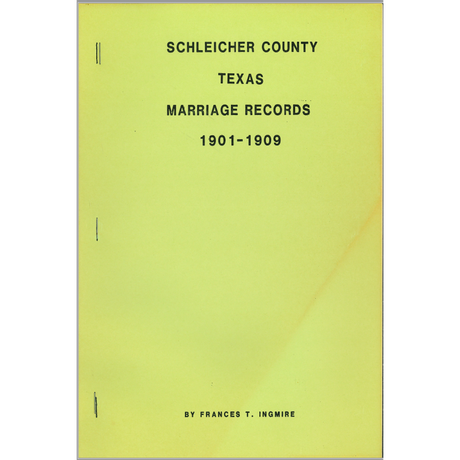 SCHLEICHER COUNTY
TEXAS
MARRIAGE RECORDS
1901-1909
BY FRANCES T. INGMIRE